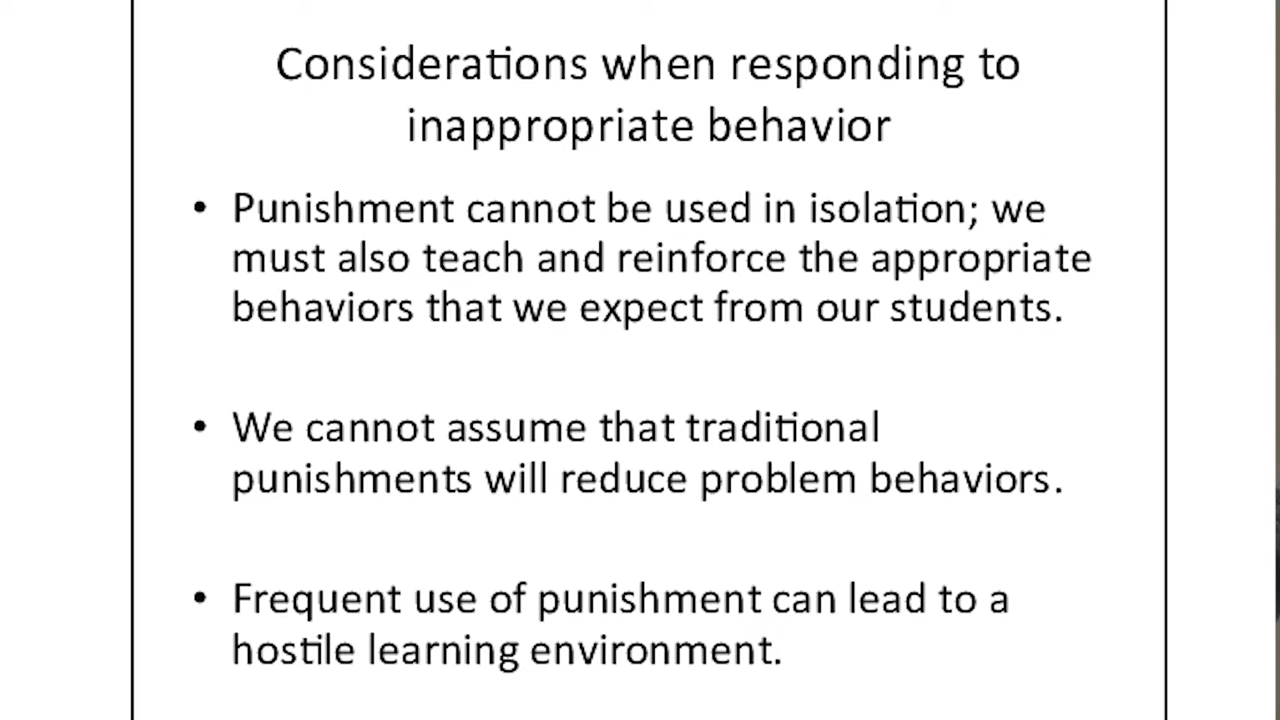 Considerations when responding to
inappropriate behavior
• Punishment cannot be used in isolation; we
must also teach and reinforce the appropriate
behaviors that we expect from our students.
• We cannot assume that traditional
punishments will reduce problem behaviors.
• Frequent use of punishment can lead to a
hostile learning environment.